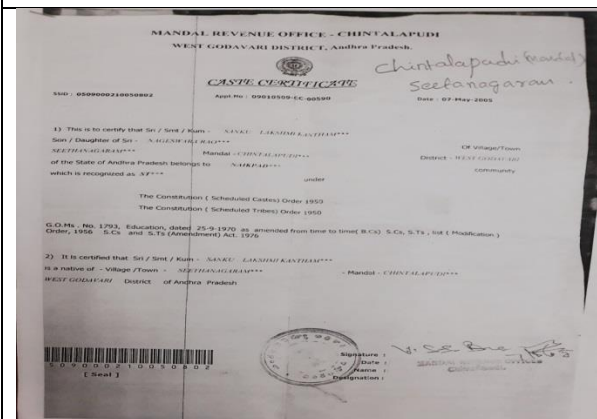 MANDAL REVENUE OFFICE - CHINTALAPUDI
WEST GODAVARI DISTRICT, Andhra Pradesh.
Chintalapudi (Mandal)
Seetanagaram.
CASTE CERTIFICATE
SSID : 0509000210050802 Appl.No : 09010509-EC-00500 Date : 07-May-2005
1) This is to certify that Sri / Smt / Kum - SANKU LAKSHMI KANTHAM***
Son / Daughter of Sri - NAGESWARA RAO*** Of Village/Town
SEETHANAGARAM*** Mandal - CHINTALAPUDI*** District - WEST GODAVARI
of the State of Andhra Pradesh belongs to NAIKPAD*** community
which is recognized as ST*** under
The Constitution ( Scheduled Castes) Order 1950
The Constitution ( Scheduled Tribes) Order 1950
G.O.Ms . No. 1793, Education, dated 25-9-1970 as amended from time to time( B.Cs) S.Cs, S.Ts , list ( Modification )
Order, 1956 S.Cs and S.Ts (Amendment) Act. 1976
2) It is certified that Sri / Smt / Kum - SANKU LAKSHMI KANTHAM***
is a native of - Village /Town - SEETHANAGARAM*** - Mandal - CHINTALAPUDI***
WEST GODAVARI District of Andhra Pradesh
[ Seal ]
Signature :
Date :
Name :
Designation :